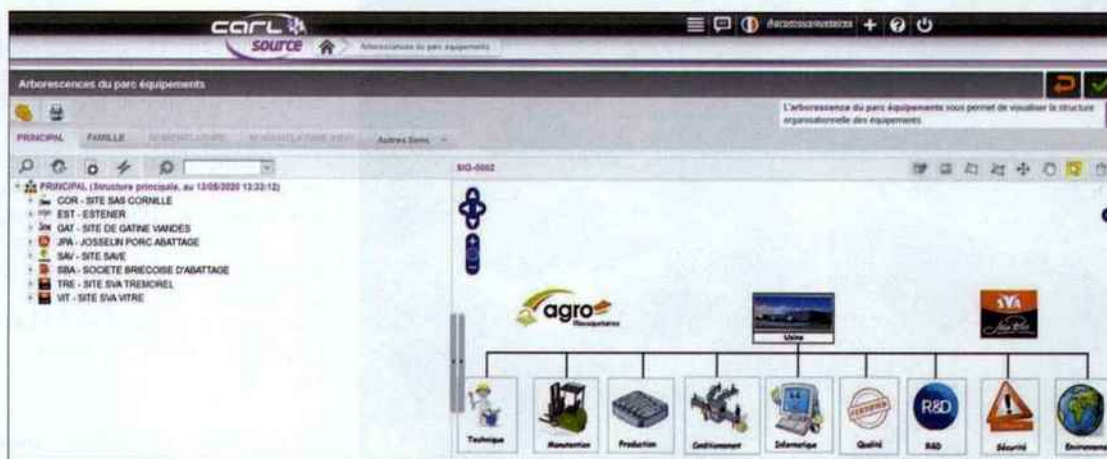 CARL
source
Arborescences du parc équipements
Arborescences du parc équipements
L'arborescence du parc équipements vous permet de visualiser la structure
organisationnelle des équipements
PRINCIPAL FAMILLE Autres liens
SIG-0002
PRINCIPAL (Structure principale, au 13:33:12)
COR - SITE SAS CORNILLE
EST - ESTENER
GAT - SITE DE GATINE VIANDES
JPA - JOSSELIN PORC ABATTAGE
SAV - SITE SAVE
SBA - SOCIETE BRIECOISE D'ABATTAGE
TRE - SITE SVA TREMOREL
VIT - SITE SVA VITRE
agro
Mousquetaires
Usine
SVA
Jean Rozé
CERTIFIED
R&D
Technique
Manutention
Production
Conditionnement
Informatique
Qualité
R&D
Sécurité
Environneme